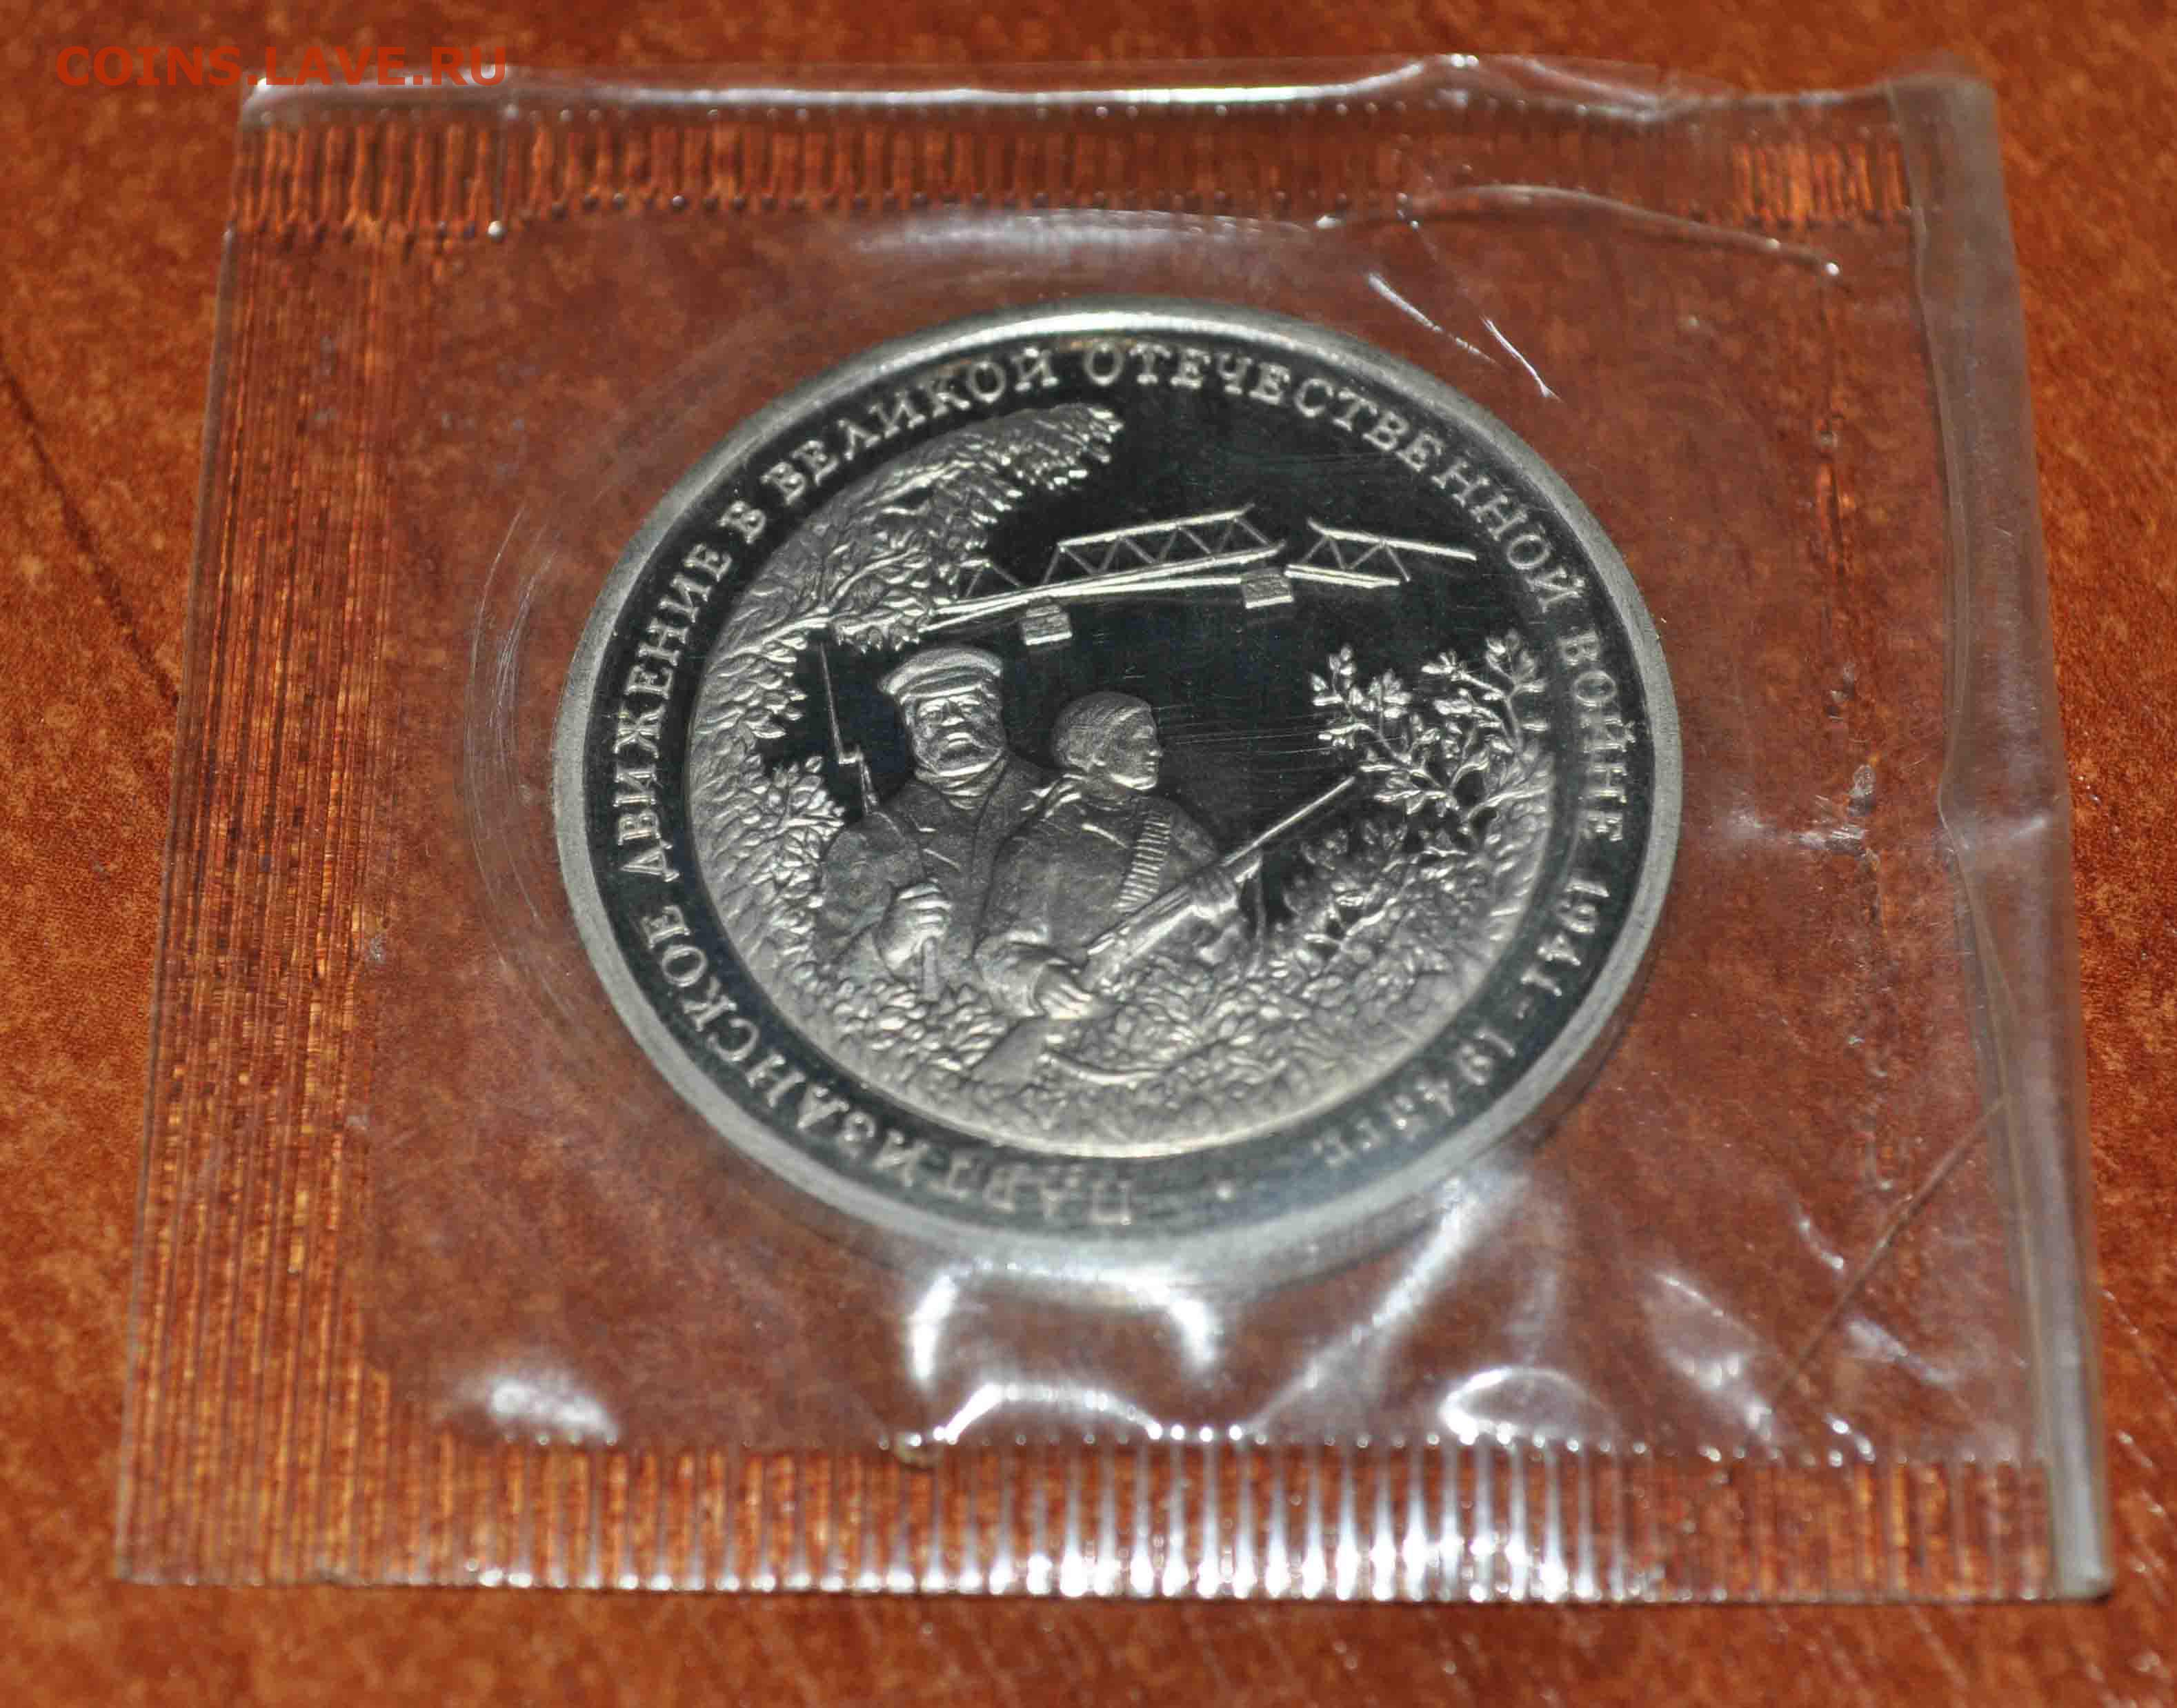 COINS.LAVE.RU
ПАРТИЗАНСКОЕ ДВИЖЕНИЕ В ВЕЛИКОЙ ОТЕЧЕСТВЕННОЙ ВОЙНЕ 1941-1945 гг.